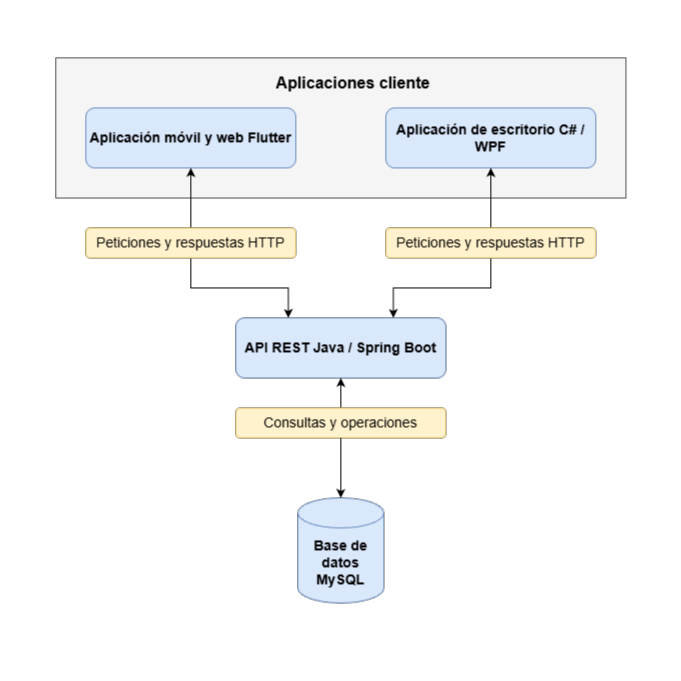 Aplicaciones cliente
Aplicación móvil y web Flutter
Aplicación de escritorio C# /
WPF
Peticiones y respuestas HTTP
Peticiones y respuestas HTTP
API REST Java / Spring Boot
Consultas y operaciones
Base de
datos
MySQL